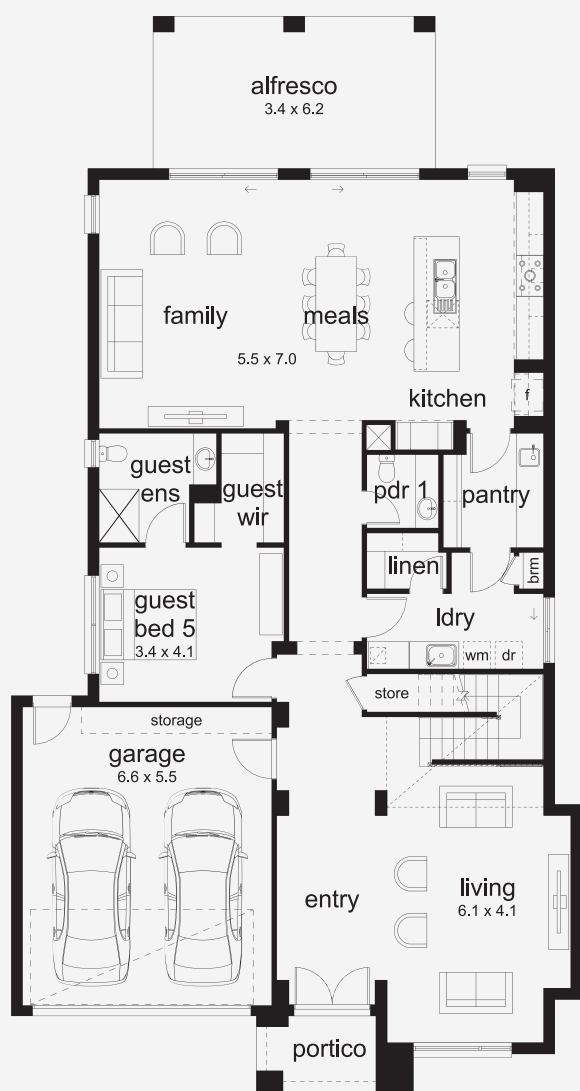 alfresco
3.4 x 6.2
family
meals
5.5 x 7.0
kitchen
f
guest
ens
guest
wir
pdr 1
pantry
linen
brm
guest
bed 5
3.4 x 4.1
ldry
wm
dr
store
storage
garage
6.6 x 5.5
entry
living
6.1 x 4.1
portico